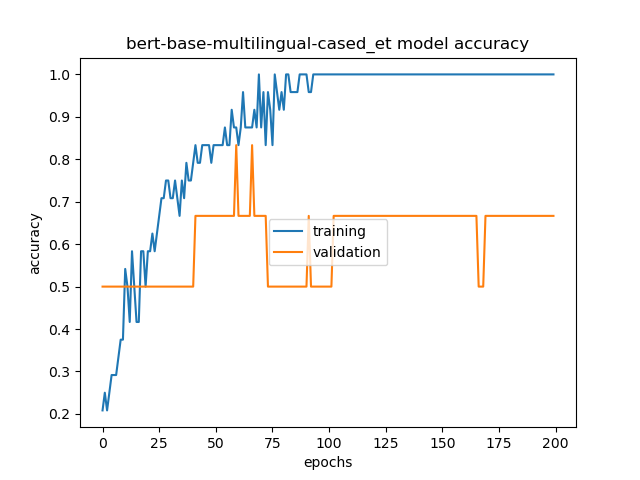 bert-base-multilingual-cased_et model accuracy
1.0
0.9
0.8
0.7
0.6
0.5
0.4
0.3
0.2
accuracy
training
validation
0 25 50 75 100 125 150 175 200
epochs